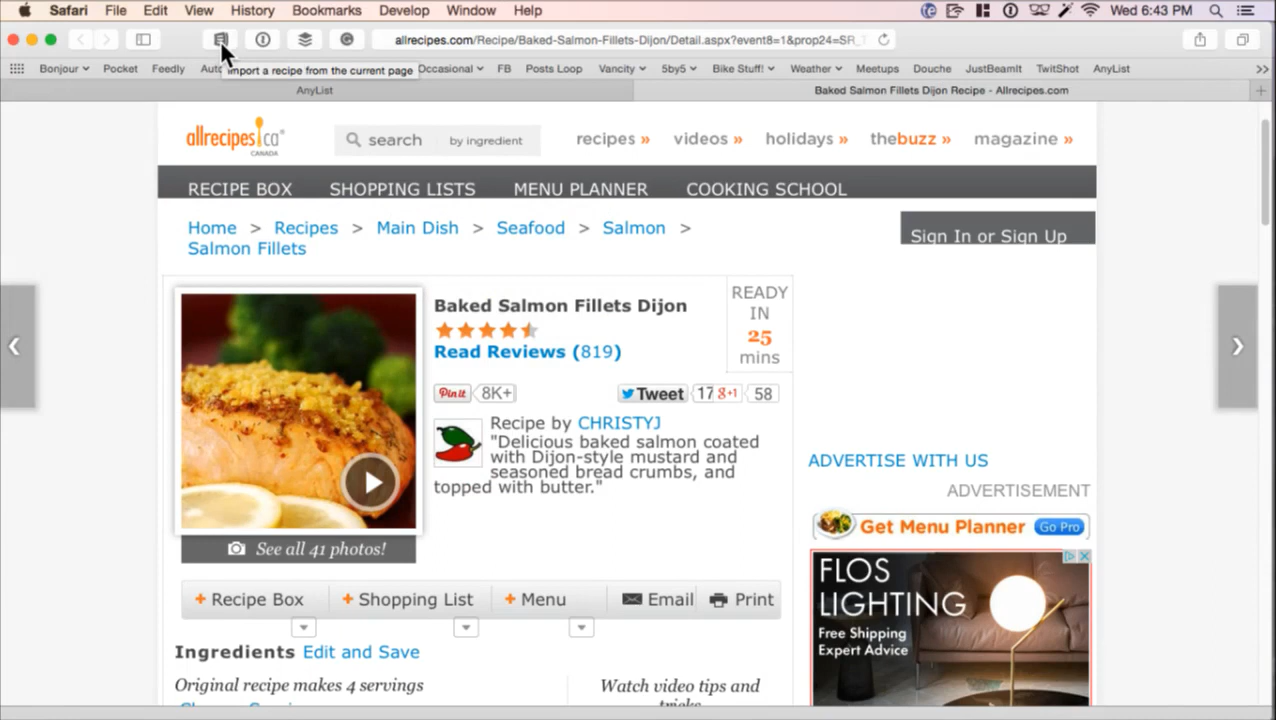 Safari File Edit View History Bookmarks Develop Window Help Wed 6:43 PM
allrecipes.com/Recipe/Baked-Salmon-Fillets-Dijon/Detail.aspx?event8=1&prop24=SR_
Bonjour Pocket Feedly Occasional FB Posts Loop Vancity 5by5 Bike Stuff! Weather Meetups Douche JustBeamIt TwitShot AnyList >>
Import a recipe from the current page
AnyList Baked Salmon Fillets Dijon Recipe - Allrecipes.com
allrecipes.ca
CANADA
search by ingredient
recipes » videos » holidays » thebuzz » magazine »
RECIPE BOX SHOPPING LISTS MENU PLANNER COOKING SCHOOL
Home > Recipes > Main Dish > Seafood > Salmon >
Salmon Fillets
Sign In or Sign Up
Baked Salmon Fillets Dijon
Read Reviews (819)
READY
IN
25
mins
Pin it 8K+ Tweet 17 g+1 58
Recipe by CHRISTYJ
"Delicious baked salmon coated
with Dijon-style mustard and
seasoned bread crumbs, and
topped with butter."
See all 41 photos!
+ Recipe Box + Shopping List + Menu Email Print
Ingredients Edit and Save
Original recipe makes 4 servings
Watch video tips and
tricks
ADVERTISE WITH US
ADVERTISEMENT
Get Menu Planner Go Pro
FLOS
LIGHTING
Free Shipping
Expert Advice